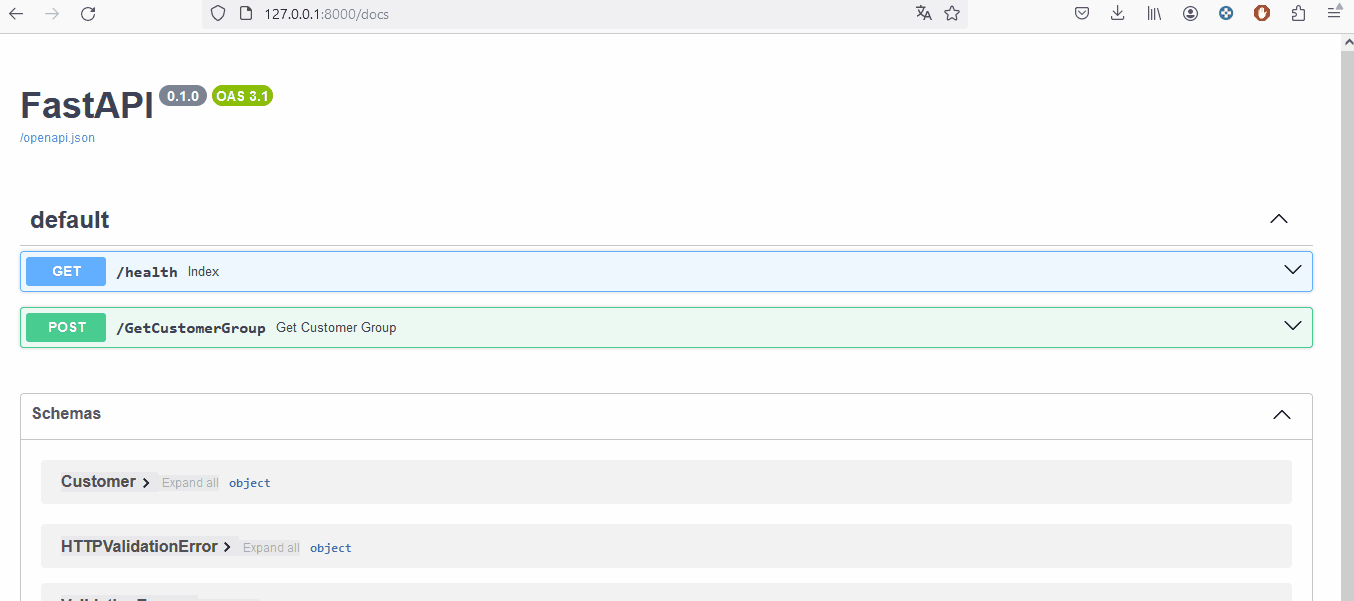 127.0.0.1:8000/docs
FastAPI 0.1.0 OAS 3.1
/openapi.json
default
GET /health Index
POST /GetCustomerGroup Get Customer Group
Schemas
Customer Expand all object
HTTPValidationError Expand all object